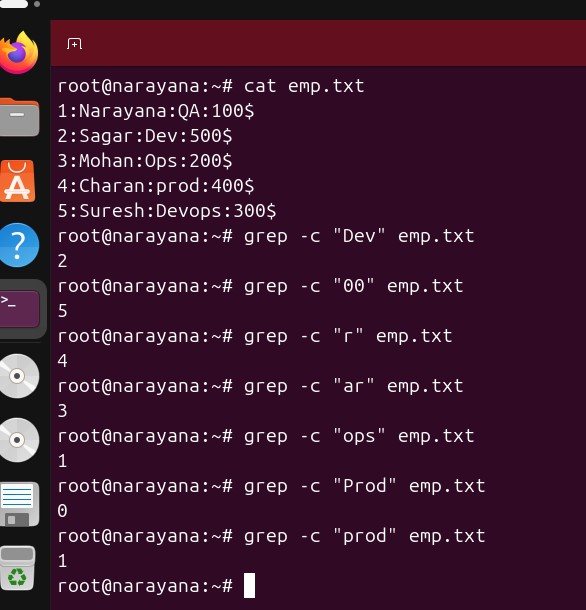 root@narayana:~# cat emp.txt
1:Narayana:QA:100$
2:Sagar:Dev:500$
3:Mohan:Ops:200$
4:Charan:prod:400$
5:Suresh:Devops:300$
root@narayana:~# grep -c "Dev" emp.txt
2
root@narayana:~# grep -c "00" emp.txt
5
root@narayana:~# grep -c "r" emp.txt
4
root@narayana:~# grep -c "ar" emp.txt
3
root@narayana:~# grep -c "ops" emp.txt
1
root@narayana:~# grep -c "Prod" emp.txt
0
root@narayana:~# grep -c "prod" emp.txt
1
root@narayana:~#